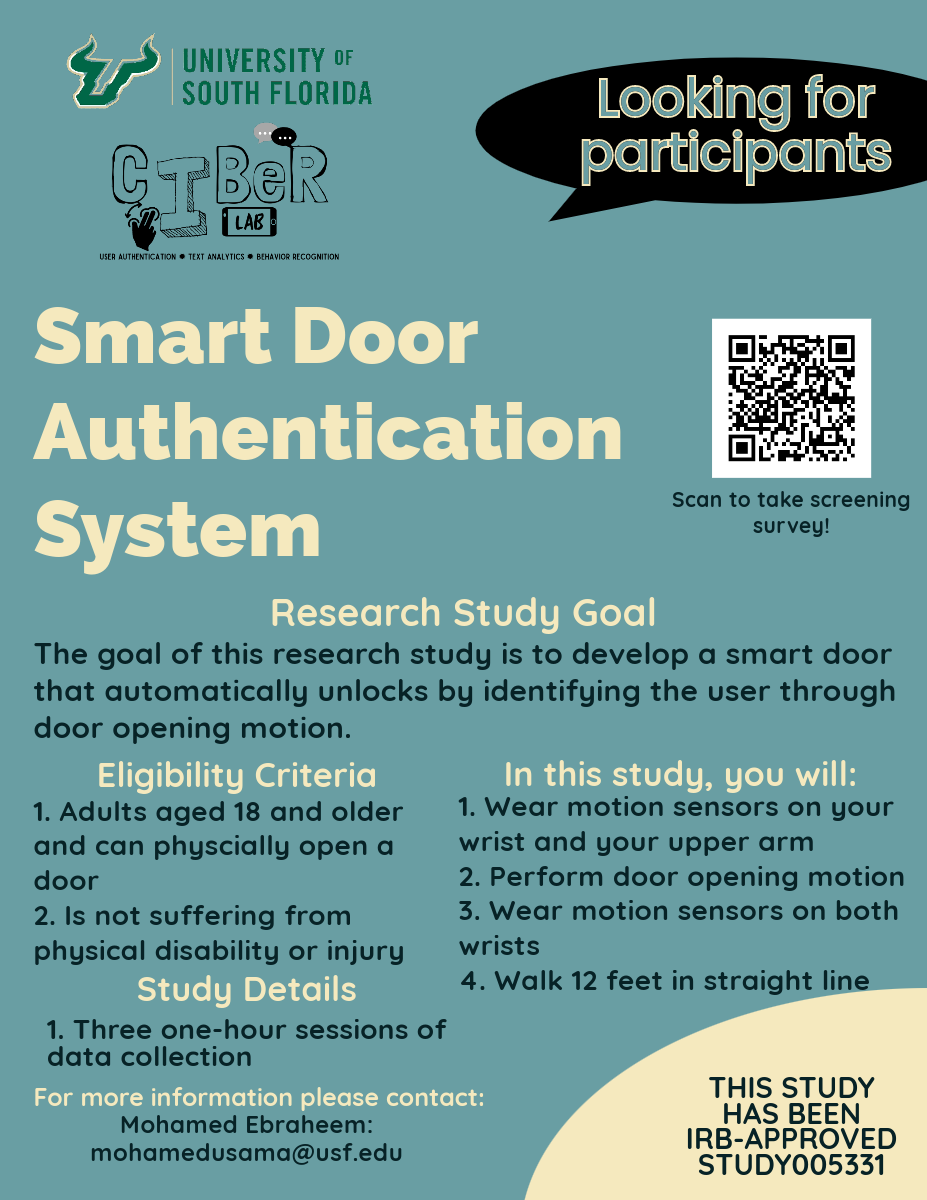 UNIVERSITY OF
SOUTH FLORIDA
Looking for
participants
CIBeR
LAB
USER AUTHENTICATION ● TEXT ANALYTICS ● BEHAVIOR RECOGNITION
Smart Door
Authentication
System
Scan to take screening
survey!
Research Study Goal
The goal of this research study is to develop a smart door
that automatically unlocks by identifying the user through
door opening motion.
Eligibility Criteria
1. Adults aged 18 and older
and can physcially open a
door
2. Is not suffering from
physical disability or injury
In this study, you will:
1. Wear motion sensors on your
wrist and your upper arm
2. Perform door opening motion
3. Wear motion sensors on both
wrists
4. Walk 12 feet in straight line
Study Details
1. Three one-hour sessions of
data collection
For more information please contact:
Mohamed Ebraheem:
mohamedusama@usf.edu
THIS STUDY
HAS BEEN
IRB-APPROVED
STUDY005331